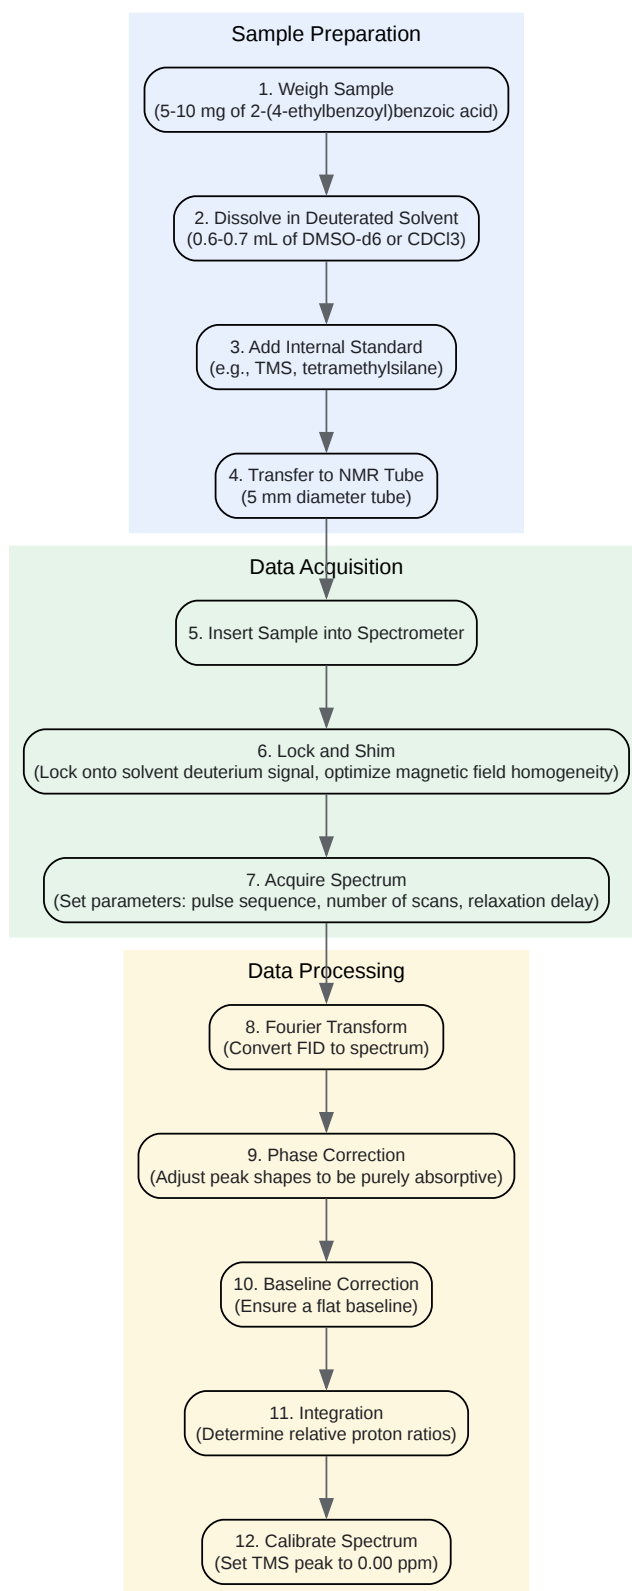 Sample Preparation
1. Weigh Sample
(5-10 mg of 2-(4-ethylbenzoyl)benzoic acid)
2. Dissolve in Deuterated Solvent
(0.6-0.7 mL of DMSO-d6 or CDCl3)
3. Add Internal Standard
(e.g., TMS, tetramethylsilane)
4. Transfer to NMR Tube
(5 mm diameter tube)
Data Acquisition
5. Insert Sample into Spectrometer
6. Lock and Shim
(Lock onto solvent deuterium signal, optimize magnetic field homogeneity)
7. Acquire Spectrum
(Set parameters: pulse sequence, number of scans, relaxation delay)
Data Processing
8. Fourier Transform
(Convert FID to spectrum)
9. Phase Correction
(Adjust peak shapes to be purely absorptive)
10. Baseline Correction
(Ensure a flat baseline)
11. Integration
(Determine relative proton ratios)
12. Calibrate Spectrum
(Set TMS peak to 0.00 ppm)